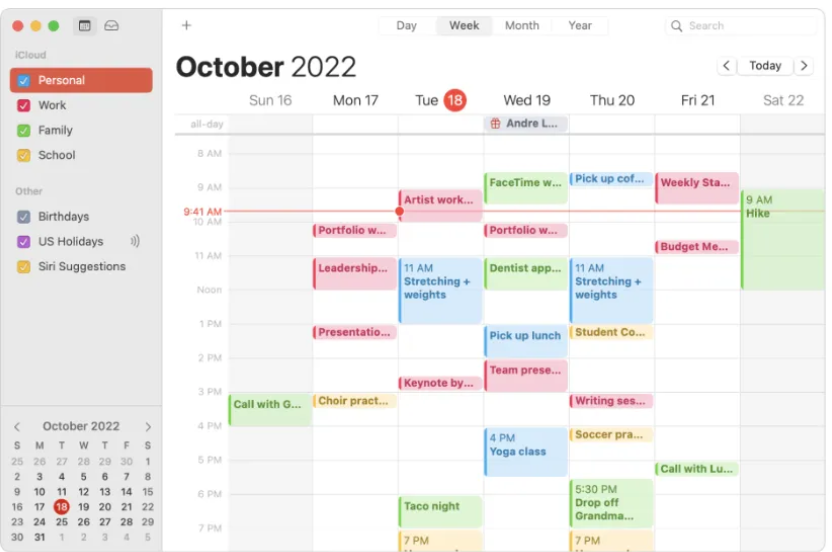 iCloud
Personal
Work
Family
School
Other
Birthdays
US Holidays
Siri Suggestions
October 2022
S M T W T F S
25 26 27 28 29 30 1
2 3 4 5 6 7 8
9 10 11 12 13 14 15
16 17 18 19 20 21 22
23 24 25 26 27 28 29
30 31 1 2 3 4 5
+
Day Week Month Year
Search
October 2022
Today
Sun 16 Mon 17 Tue 18 Wed 19 Thu 20 Fri 21 Sat 22
all-day
Andre L...
8 AM
9 AM
9:41 AM
10 AM
11 AM
Noon
1 PM
2 PM
3 PM
4 PM
5 PM
6 PM
7 PM
Call with G...
Portfolio w...
Leadership...
Presentatio...
Choir pract...
Artist work...
11 AM
Stretching +
weights
Keynote by...
Taco night
7 PM
FaceTime w...
Portfolio w...
Dentist app...
Pick up lunch
Team prese...
4 PM
Yoga class
Pick up cof...
11 AM
Stretching +
weights
Student Co...
Writing ses...
Soccer pra...
5:30 PM
Drop off
Grandma...
7 PM
Weekly Sta...
Budget Me...
Call with Lu...
9 AM
Hike